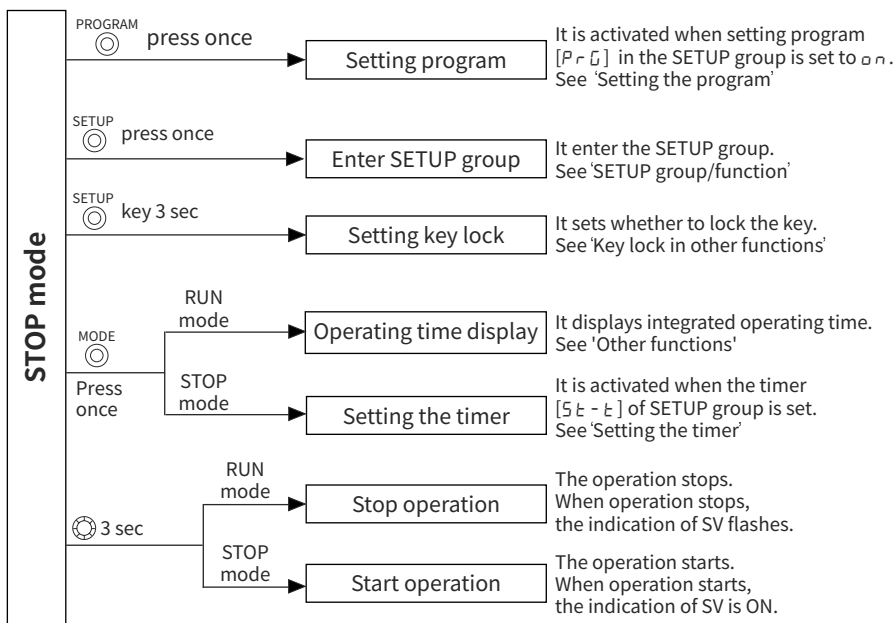 STOP mode
PROGRAM
press once
Setting program
It is activated when setting program
[PrG] in the SETUP group is set to on.
See ‘Setting the program’
SETUP
press once
Enter SETUP group
It enter the SETUP group.
See ‘SETUP group/function’
SETUP
key 3 sec
Setting key lock
It sets whether to lock the key.
See ‘Key lock in other functions’
MODE
Press
once
RUN
mode
Operating time display
It displays integrated operating time.
See 'Other functions'
STOP
mode
Setting the timer
It is activated when the timer
[St-t] of SETUP group is set.
See ‘Setting the timer’
3 sec
RUN
mode
Stop operation
The operation stops.
When operation stops,
the indication of SV flashes.
STOP
mode
Start operation
The operation starts.
When operation starts,
the indication of SV is ON.